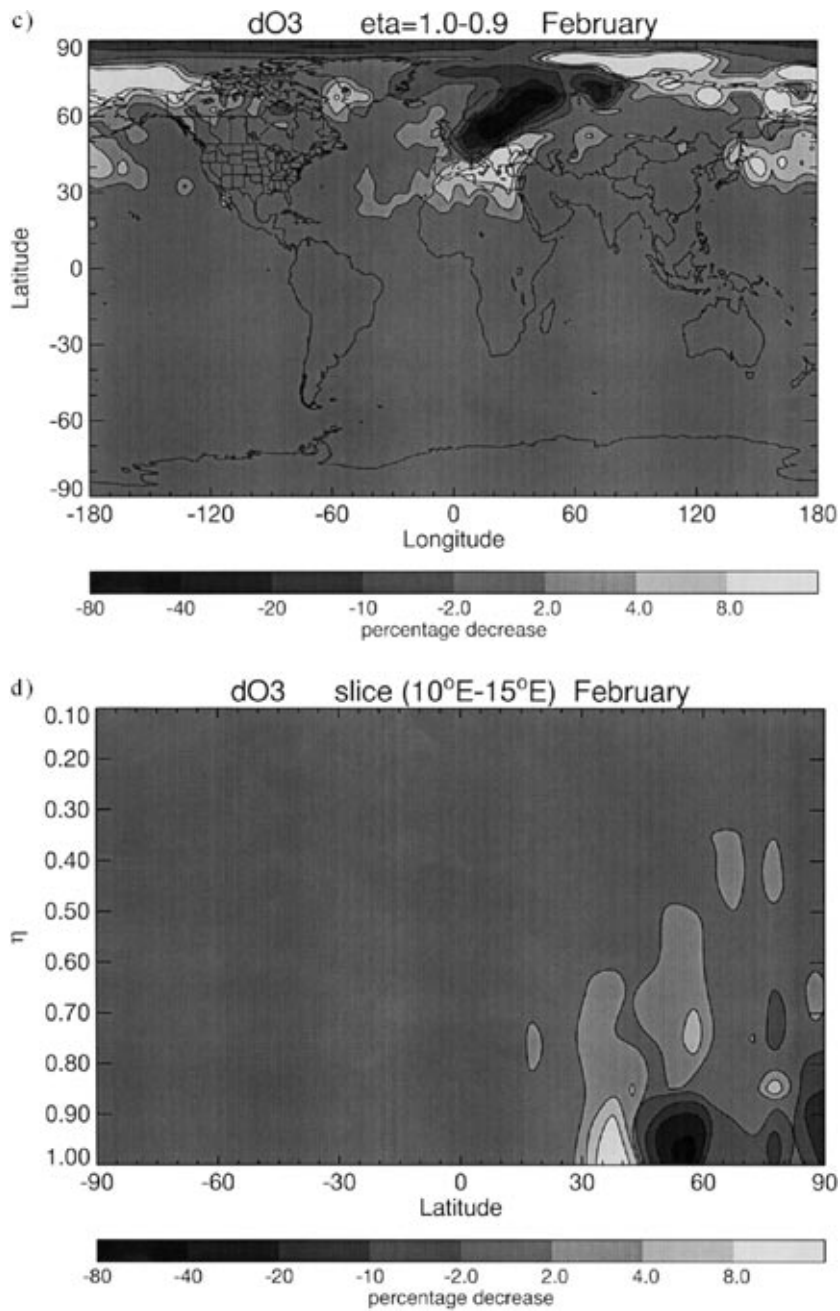 c)
dO3 eta=1.0-0.9 February
90
60
30
0
-30
-60
-90
Latitude
-180 -120 -60 0 60 120 180
Longitude
-80 -40 -20 -10 -2.0 2.0 4.0 8.0
percentage decrease
d)
dO3 slice (10°E-15°E) February
0.10
0.20
0.30
0.40
0.50
0.60
0.70
0.80
0.90
1.00
η
-90 -60 -30 0 30 60 90
Latitude
-80 -40 -20 -10 -2.0 2.0 4.0 8.0
percentage decrease